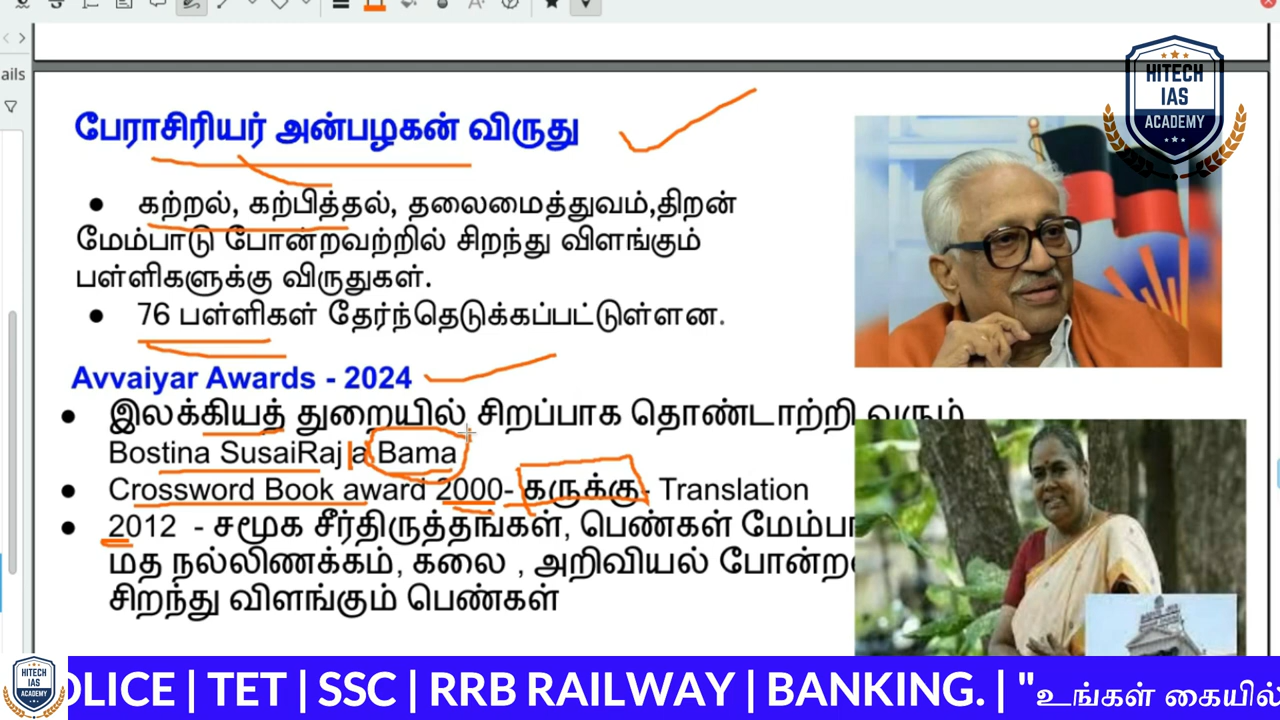 ails
HITECH
IAS
ACADEMY
பேராசிரியர் அன்பழகன் விருது
● கற்றல், கற்பித்தல், தலைமைத்துவம்,திறன்
மேம்பாடு போன்றவற்றில் சிறந்து விளங்கும்
பள்ளிகளுக்கு விருதுகள்.
● 76 பள்ளிகள் தேர்ந்தெடுக்கப்பட்டுள்ளன.
Avvaiyar Awards - 2024
● இலக்கியத் துறையில் சிறப்பாக தொண்டாற்றி வரும்
Bostina SusaiRaj a Bama
● Crossword Book award 2000- கருக்கு- Translation
● 2012 - சமூக சீர்திருத்தங்கள், பெண்கள்
மத நல்லிணக்கம், கலை , அறிவியல்
சிறந்து விளங்கும் பெண்கள்
HITECH
IAS
ACADEMY
OLICE | TET | SSC | RRB RAILWAY | BANKING. | "உங்கள் கையில்